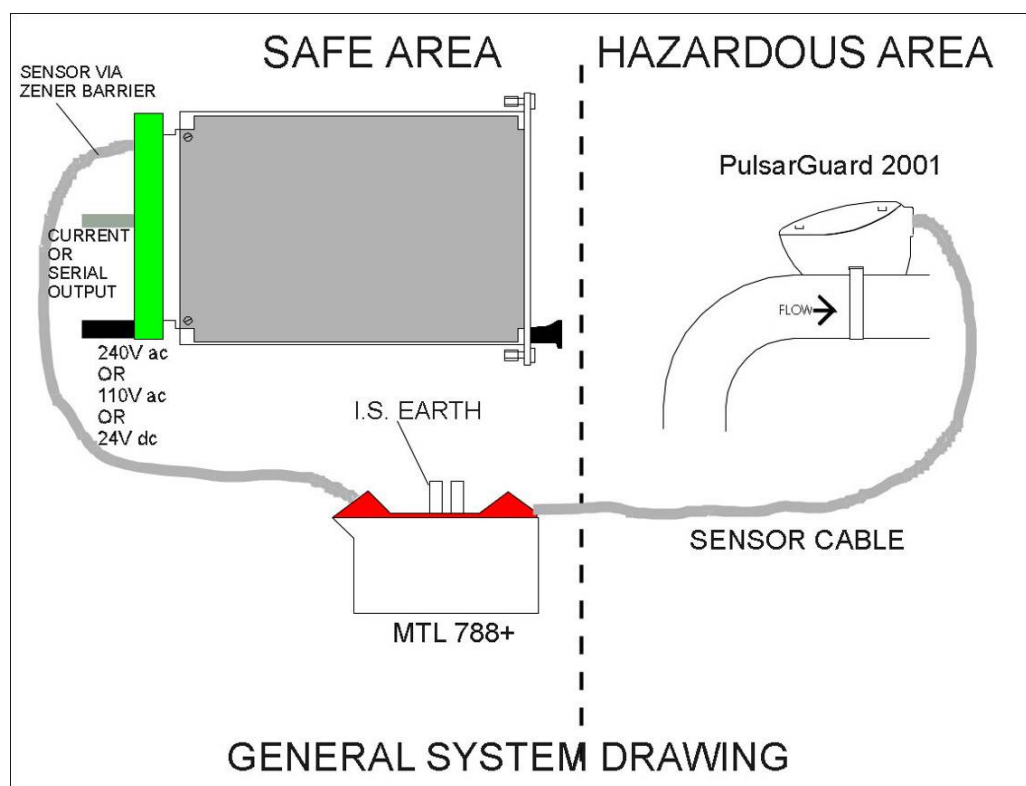 SAFE AREA
HAZARDOUS AREA
SENSOR VIA
ZENER BARRIER
PulsarGuard 2001
CURRENT
OR
SERIAL
OUTPUT
FLOW
240V ac
OR
110V ac
OR
24V dc
I.S. EARTH
SENSOR CABLE
MTL 788+
GENERAL SYSTEM DRAWING